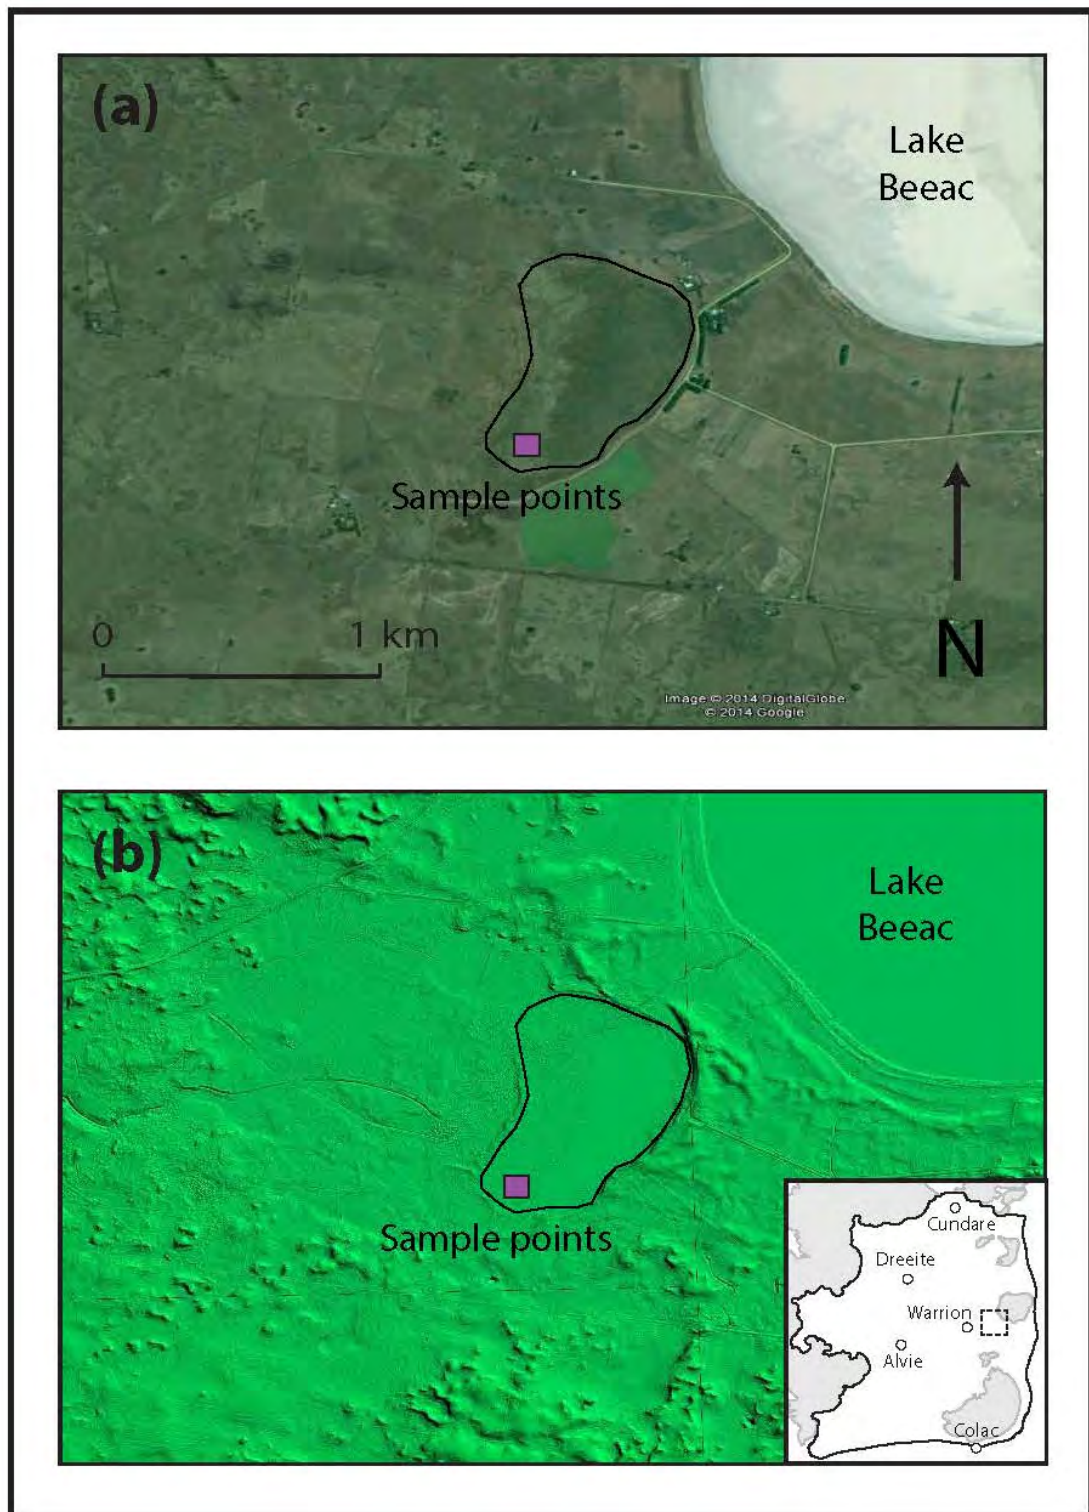 (a)
Lake
Beeac
Sample points
0 1 km
N
Image © 2014 DigitalGlobe
© 2014 Google
(b)
Lake
Beeac
Sample points
Cundare
Dreeite
Warrion
Alvie
Colac